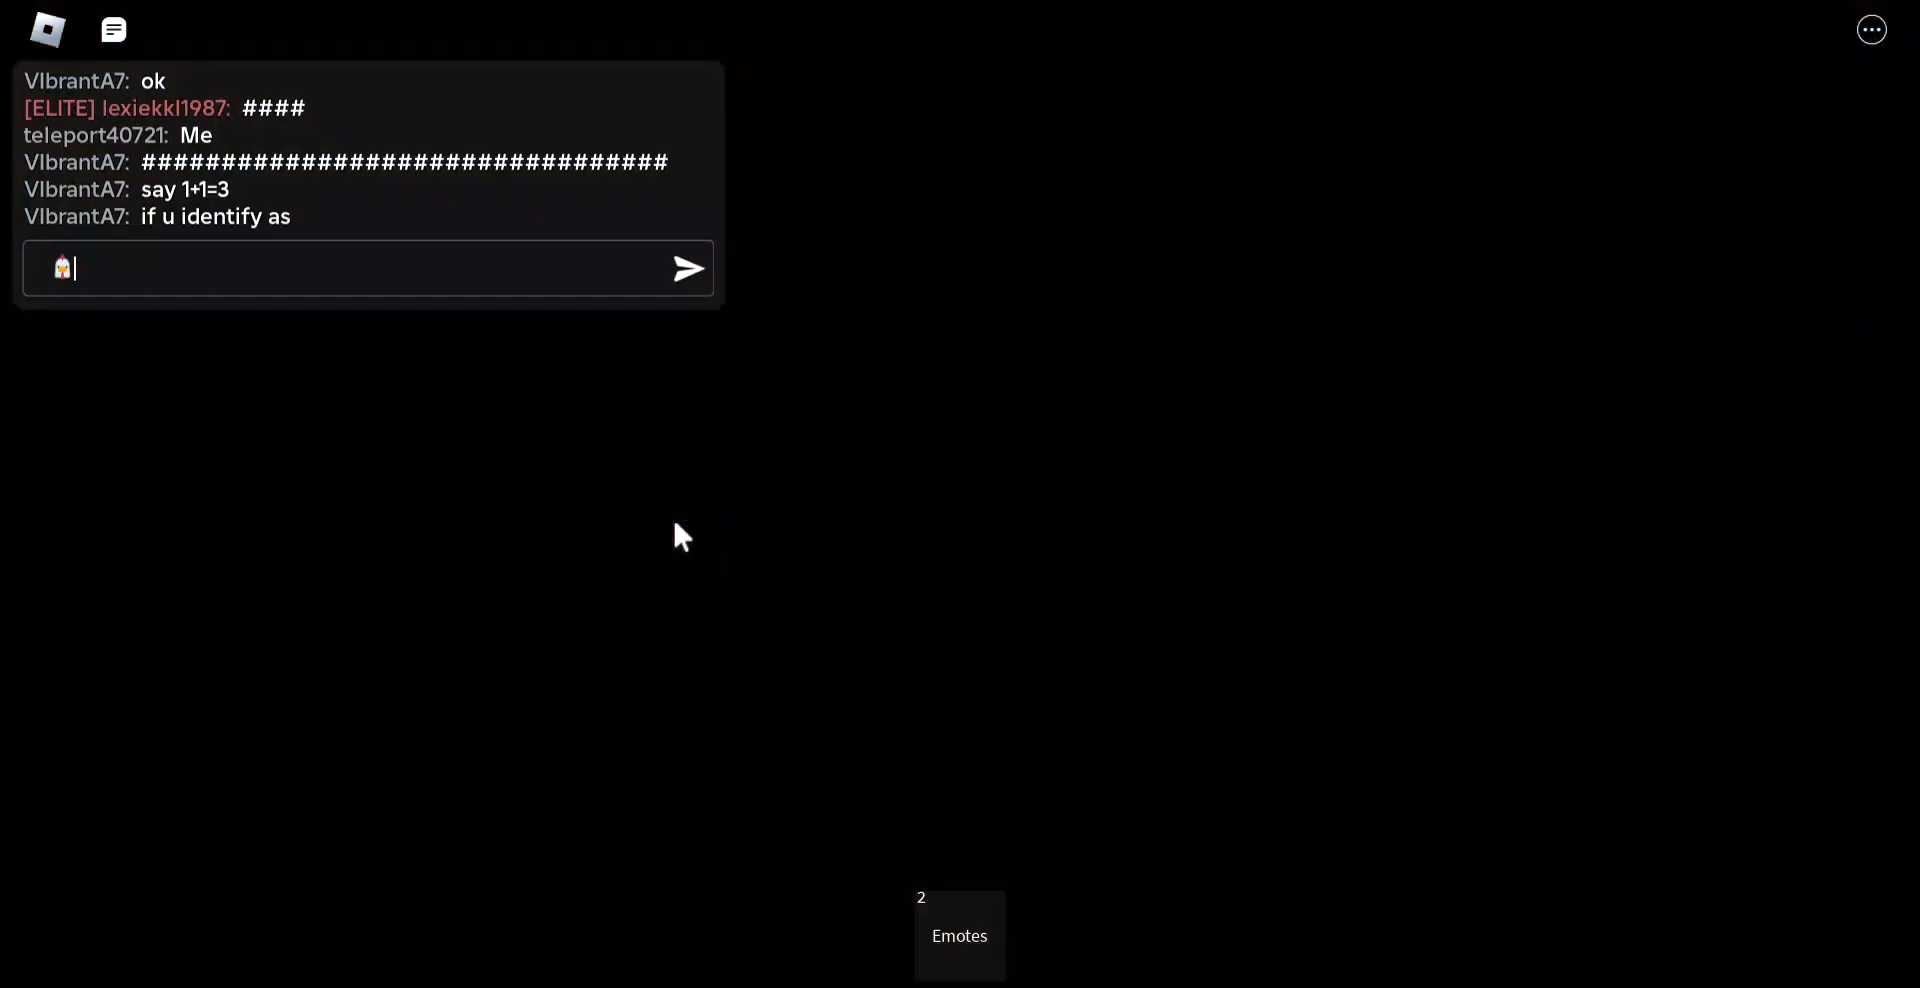 VIbrantA7: ok
[ELITE] lexiekkl1987: ####
teleport40721: Me
VIbrantA7: #################################
VIbrantA7: say 1+1=3
VIbrantA7: if u identify as
🐔
2
Emotes